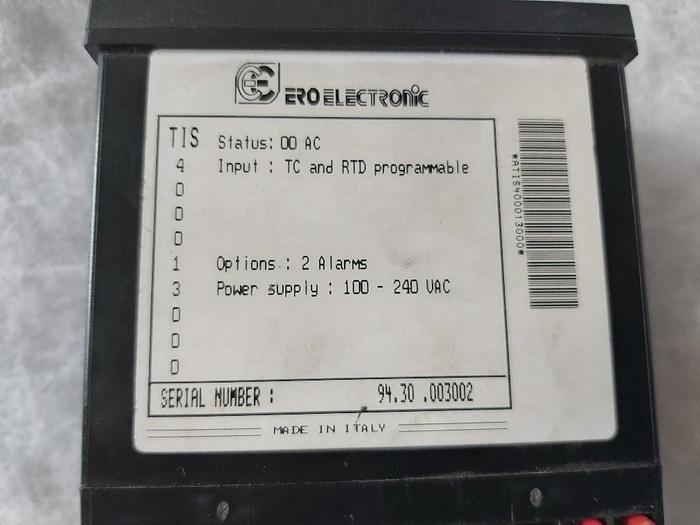 ERO ELECTRONIC
TIS Status: 00 AC
4 Input : TC and RTD programmable
0
0
0
1 Options : 2 Alarms
3 Power supply : 100 - 240 VAC
0
0
0
SERIAL NUMBER : 94.30 .003002
MADE IN ITALY
*ATIS400013000*